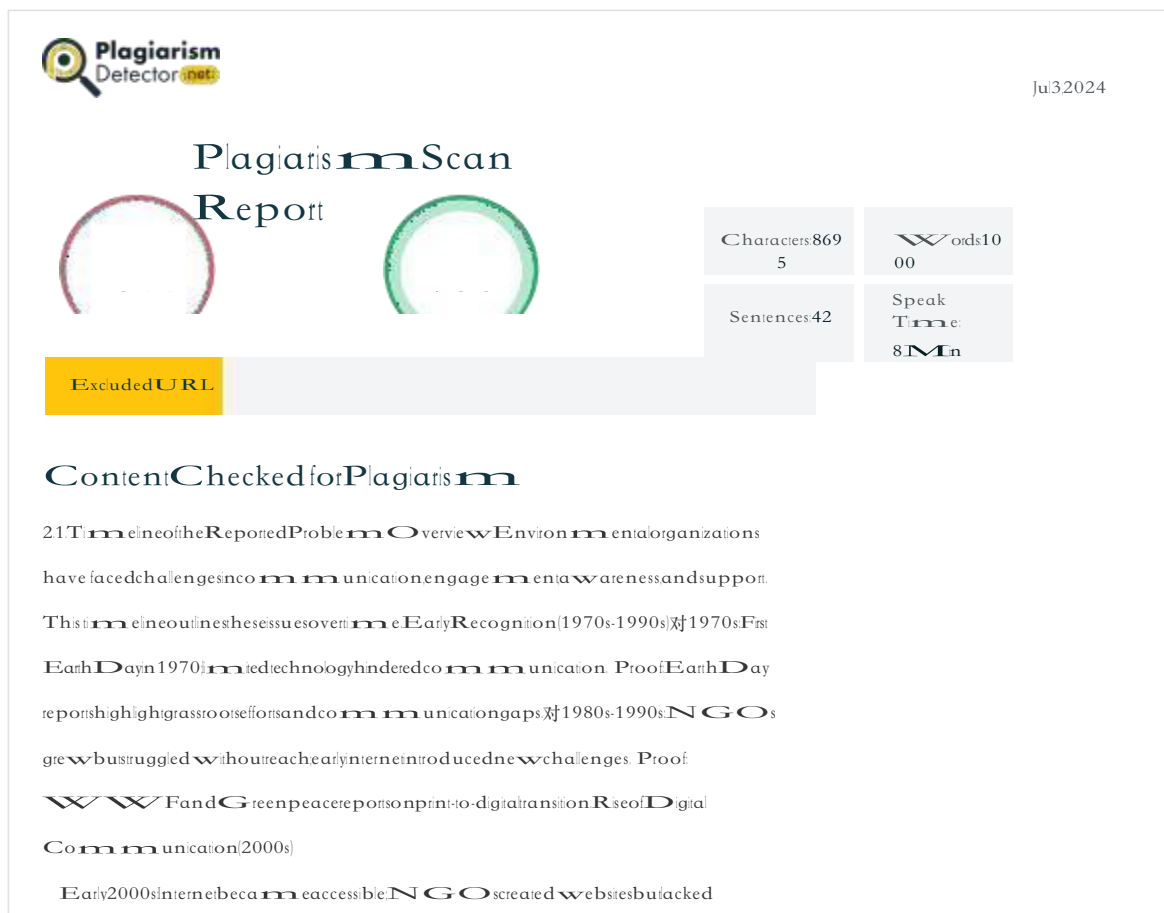 Plagiarism
Detector.net
Jul 3, 2024
Plagiarism Scan
Report
Characters:869
5
Words:10
00
Sentences:42
Speak
Time:
8 Min
Excluded URL
Content Checked for Plagiarism
2.1. Timeline of the Reported Problem Overview Environmental organizations
have faced challenges in communication, engagement, awareness, and support.
This timeline outlines these issues over time. Early Recognition (1970s-1990s) 对 1970s: First
Earth Day in 1970; limited technology hindered communication. Proof: Earth Day
reports highlight grassroots efforts and communication gaps. 对 1980s-1990s: NGOs
grew but struggled with outreach; early internet introduced new challenges. Proof:
WWF and Greenpeace reports on print-to-digital transition. Rise of Digital
Communication (2000s)
Early 2000s: Internet became accessible; NGOs created websites but lacked